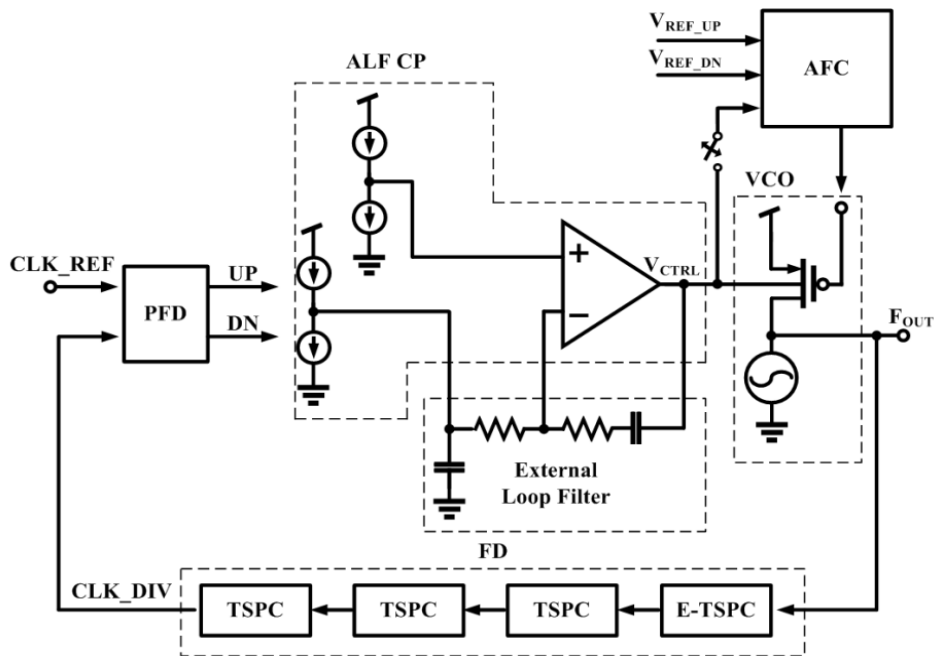 V_REF_UP
V_REF_DN
AFC
ALF CP
VCO
CLK_REF
UP
PFD
DN
+
−
V_CTRL
F_OUT
External
Loop Filter
FD
CLK_DIV
TSPC
TSPC
TSPC
E-TSPC